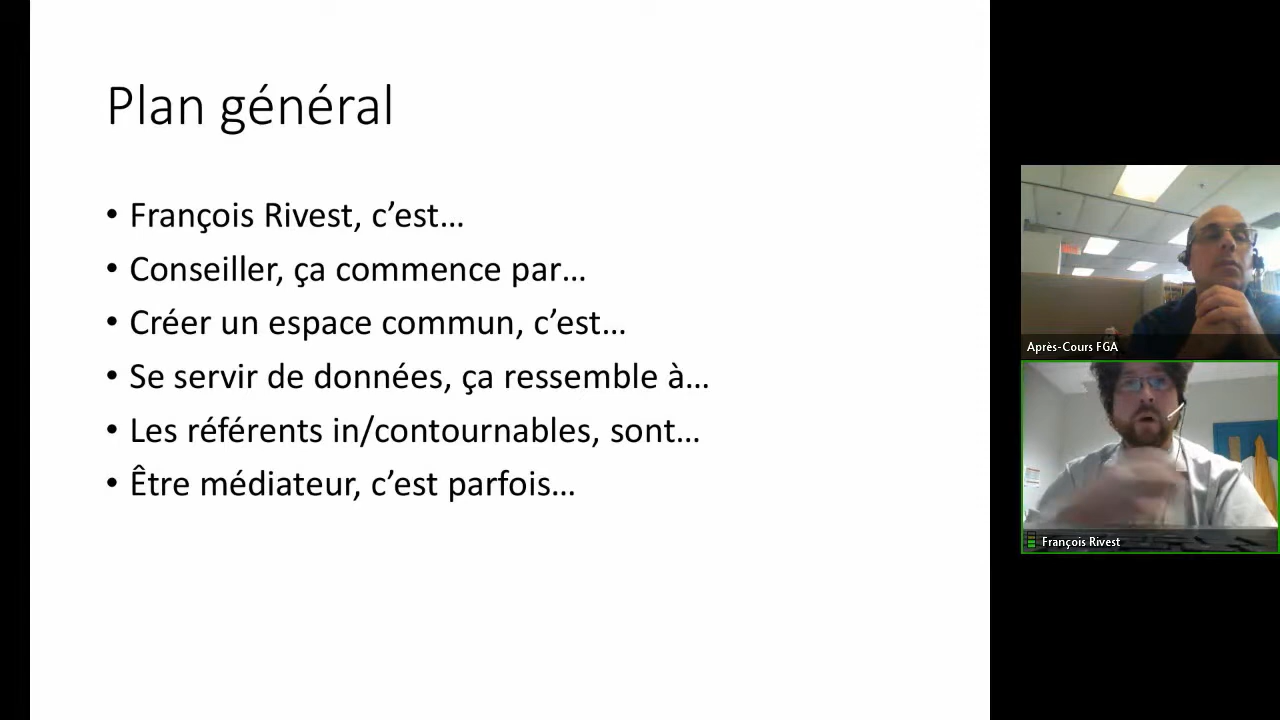 Plan général
• François Rivest, c’est…
• Conseiller, ça commence par…
• Créer un espace commun, c’est…
• Se servir de données, ça ressemble à…
• Les référents in/contournables, sont…
• Être médiateur, c’est parfois…
Après-Cours FGA
François Rivest